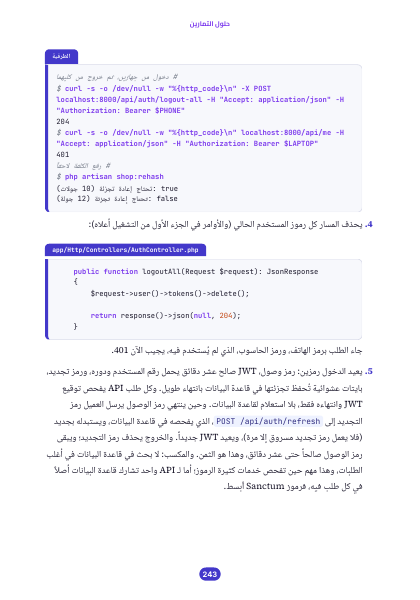 حلول التمارين
الطرفية
# دخول من جهازين، ثم خروج من كليهما
$ curl -s -o /dev/null -w "%{http_code}\n" -X POST
localhost:8000/api/auth/logout-all -H "Accept: application/json" -H
"Authorization: Bearer $PHONE"
204
$ curl -s -o /dev/null -w "%{http_code}\n" localhost:8000/api/me -H
"Accept: application/json" -H "Authorization: Bearer $LAPTOP"
401
# رفع الكلفة لاحقاً
$ php artisan shop:rehash
تحتاج إعادة تجزئة (10 جولات): true
تحتاج إعادة تجزئة (12 جولة): false
4. يحذف المسار كل رموز المستخدم الحالي (والأوامر في الجزء الأول من التشغيل أعلاه):
app/Http/Controllers/AuthController.php
public function logoutAll(Request $request): JsonResponse
{
$request->user()->tokens()->delete();
return response()->json(null, 204);
}
جاء الطلب برمز الهاتف، ورمز الحاسوب، الذي لم يُستخدم فيه، يجيب الآن 401.
5. يعيد الدخول رمزين: رمز وصول، JWT صالح عشر دقائق يحمل رقم المستخدم ودوره، ورمز تجديد،
بايتات عشوائية تُحفظ تجزئتها في قاعدة البيانات بانتهاء طويل. وكل طلب API يفحص توقيع
JWT وانتهاءه فقط، بلا استعلام لقاعدة البيانات. وحين ينتهي رمز الوصول يرسل العميل رمز
التجديد إلى POST /api/auth/refresh، الذي يفحصه في قاعدة البيانات، ويستبدله بجديد
(فلا يعمل رمز تجديد مسروق إلا مرة)، ويعيد JWT جديداً. والخروج يحذف رمز التجديد؛ ويبقى
رمز الوصول صالحاً حتى عشر دقائق، وهذا هو الثمن. والمكسب: لا بحث في قاعدة البيانات في أغلب
الطلبات، وهذا مهم حين تفحص خدمات كثيرة الرموز؛ أما لـ API واحد تشارك قاعدة البيانات أصلاً
في كل طلب فيه، فرموز Sanctum أبسط.
243